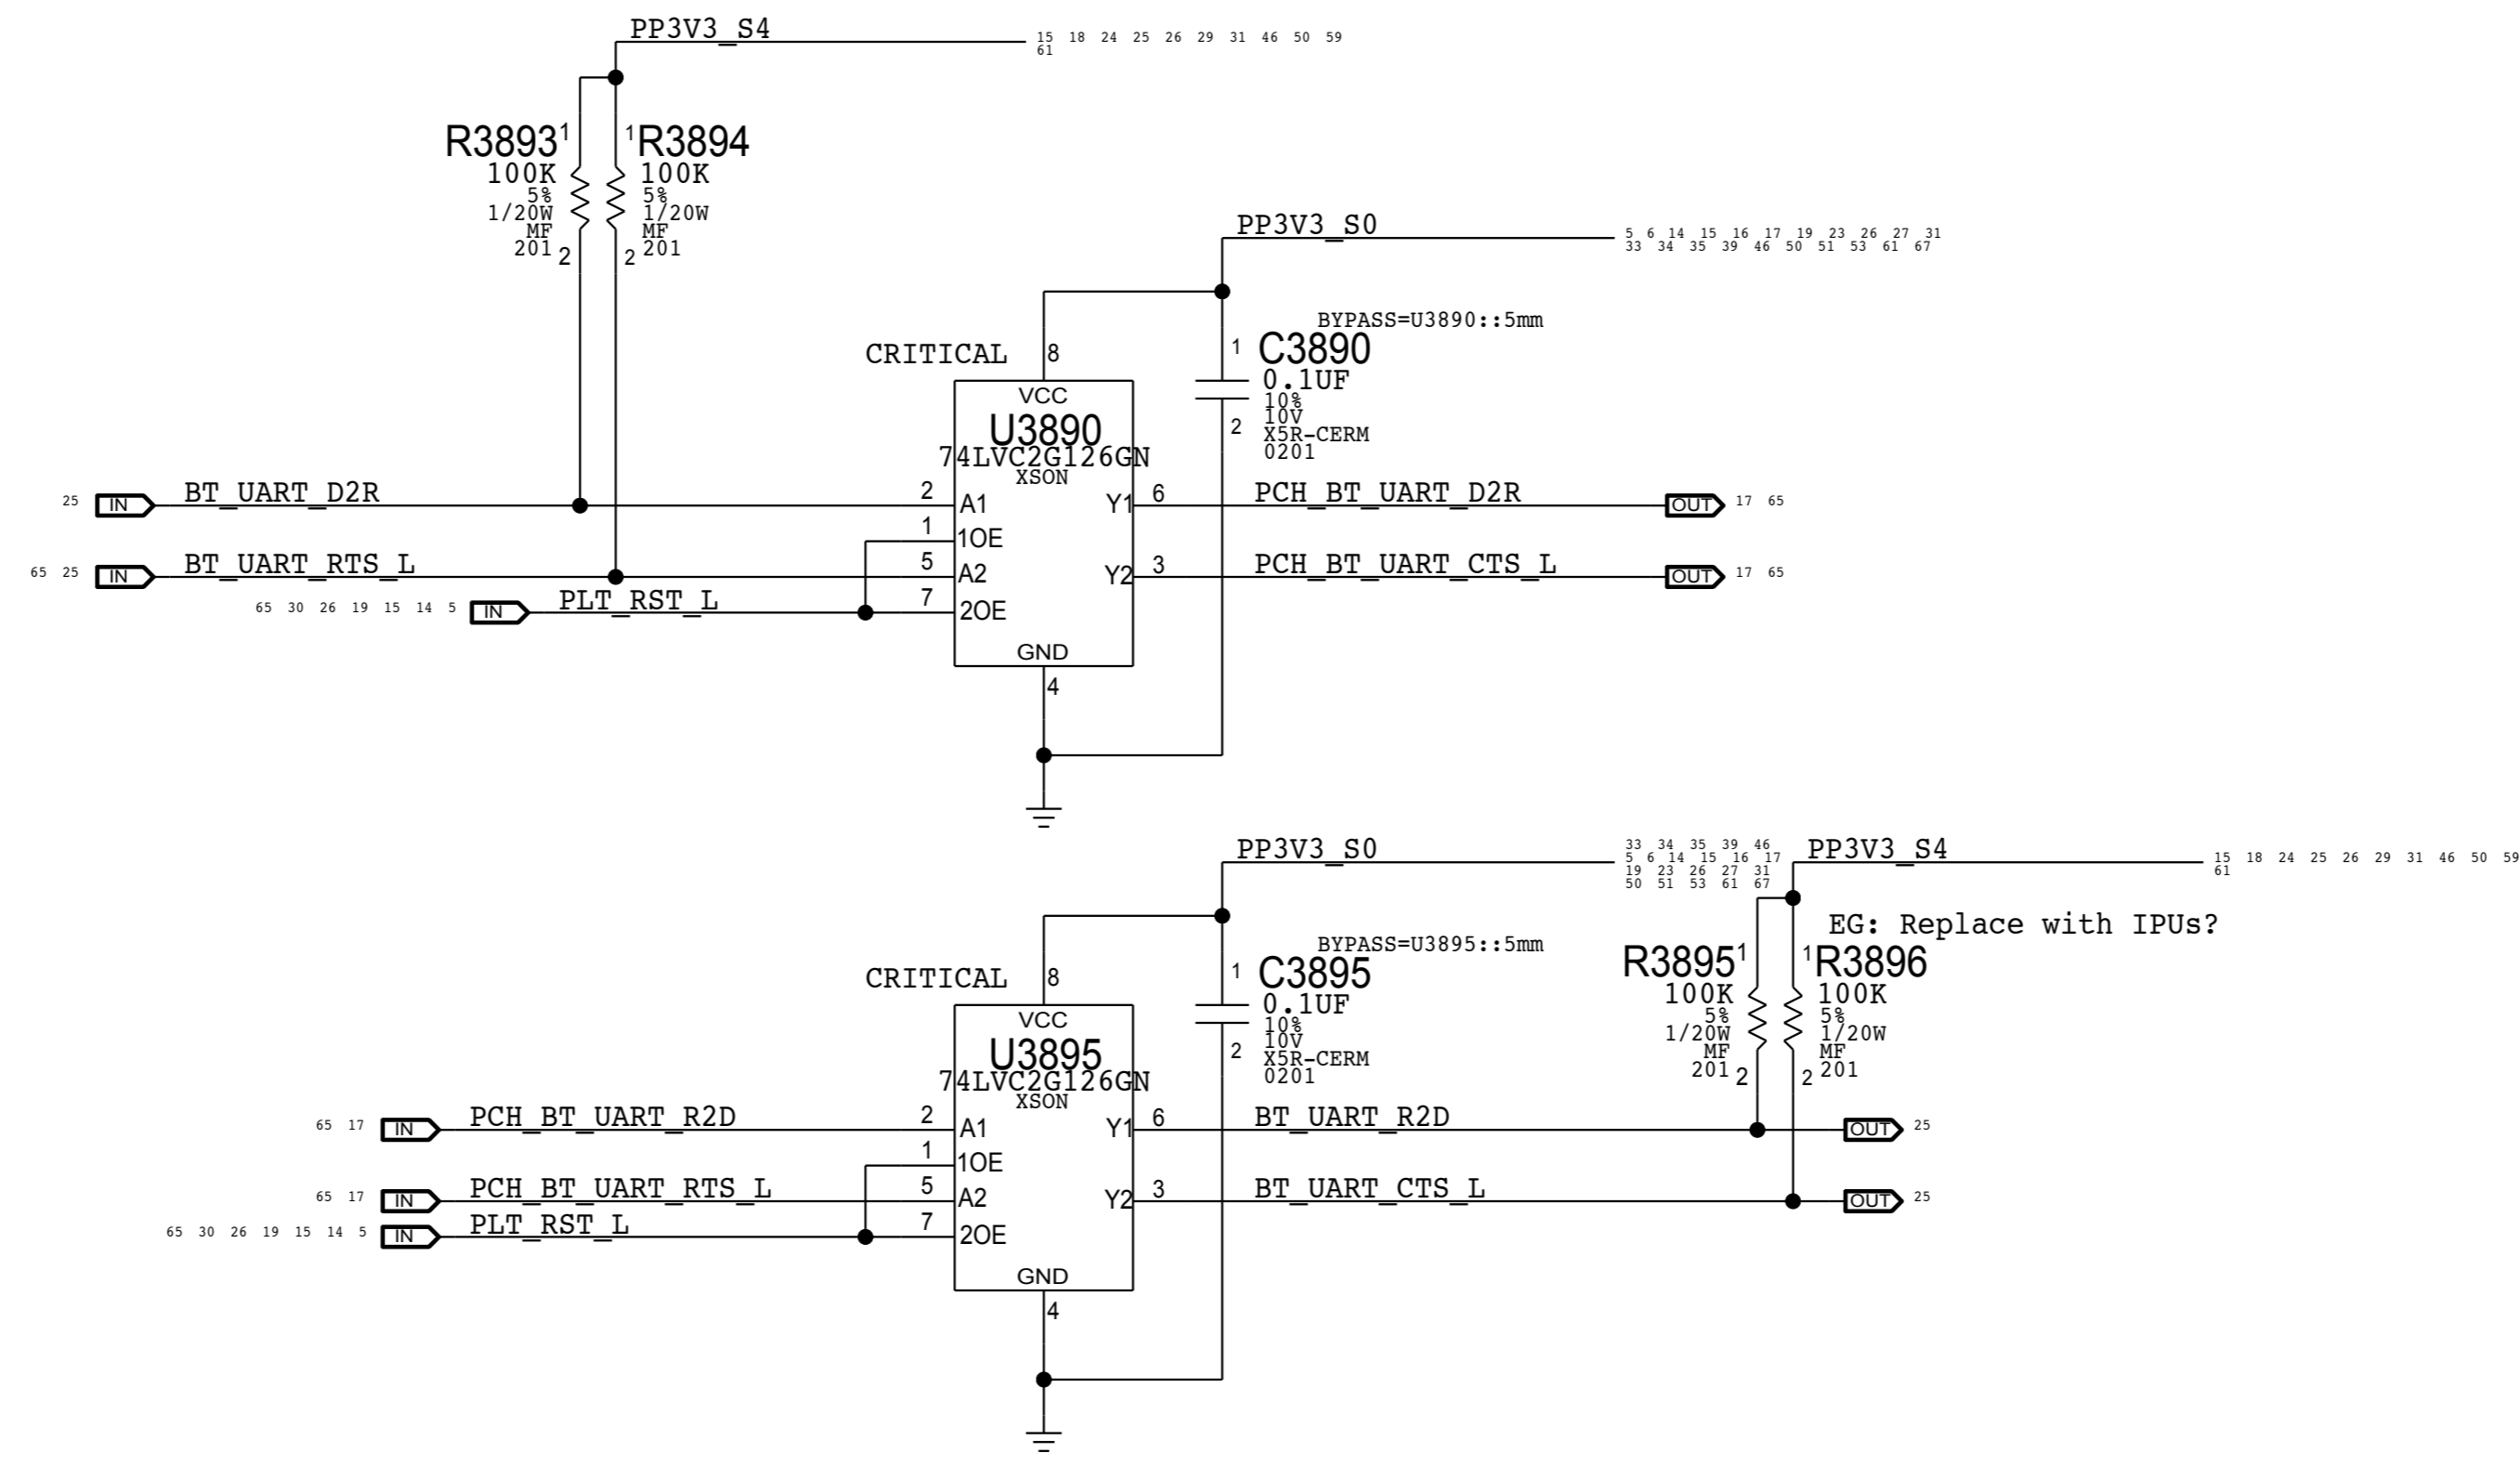 PP3V3_S4
15 18 24 25 26 29 31 46 50 59
61
R3893 1
100K
5%
1/20W
MF
201 2
1 R3894
100K
5%
1/20W
MF
2 201
PP3V3_S0
5 6 14 15 16 17 19 23 26 27 31
33 34 35 39 46 50 51 53 61 67
BYPASS=U3890::5mm
CRITICAL
8
1 C3890
0.1UF
10%
10V
2 X5R-CERM
0201
VCC
U3890
74LVC2G126GN
XSON
25 IN BT_UART_D2R 2 A1 Y1 6 PCH_BT_UART_D2R OUT 17 65
1 1OE
65 25 IN BT_UART_RTS_L 5 A2 Y2 3 PCH_BT_UART_CTS_L OUT 17 65
65 30 26 19 15 14 5 IN PLT_RST_L 7 2OE
GND
4
PP3V3_S0
33 34 35 39 46
5 6 14 15 16 17
19 23 26 27 31
50 51 53 61 67
PP3V3_S4
15 18 24 25 26 29 31 46 50 59
61
EG: Replace with IPUs?
BYPASS=U3895::5mm
CRITICAL
8
1 C3895
0.1UF
10%
10V
2 X5R-CERM
0201
R3895 1
100K
5%
1/20W
MF
201 2
1 R3896
100K
5%
1/20W
MF
2 201
VCC
U3895
74LVC2G126GN
XSON
65 17 IN PCH_BT_UART_R2D 2 A1 Y1 6 BT_UART_R2D OUT 25
1 1OE
65 17 IN PCH_BT_UART_RTS_L 5 A2 Y2 3 BT_UART_CTS_L OUT 25
65 30 26 19 15 14 5 IN PLT_RST_L 7 2OE
GND
4